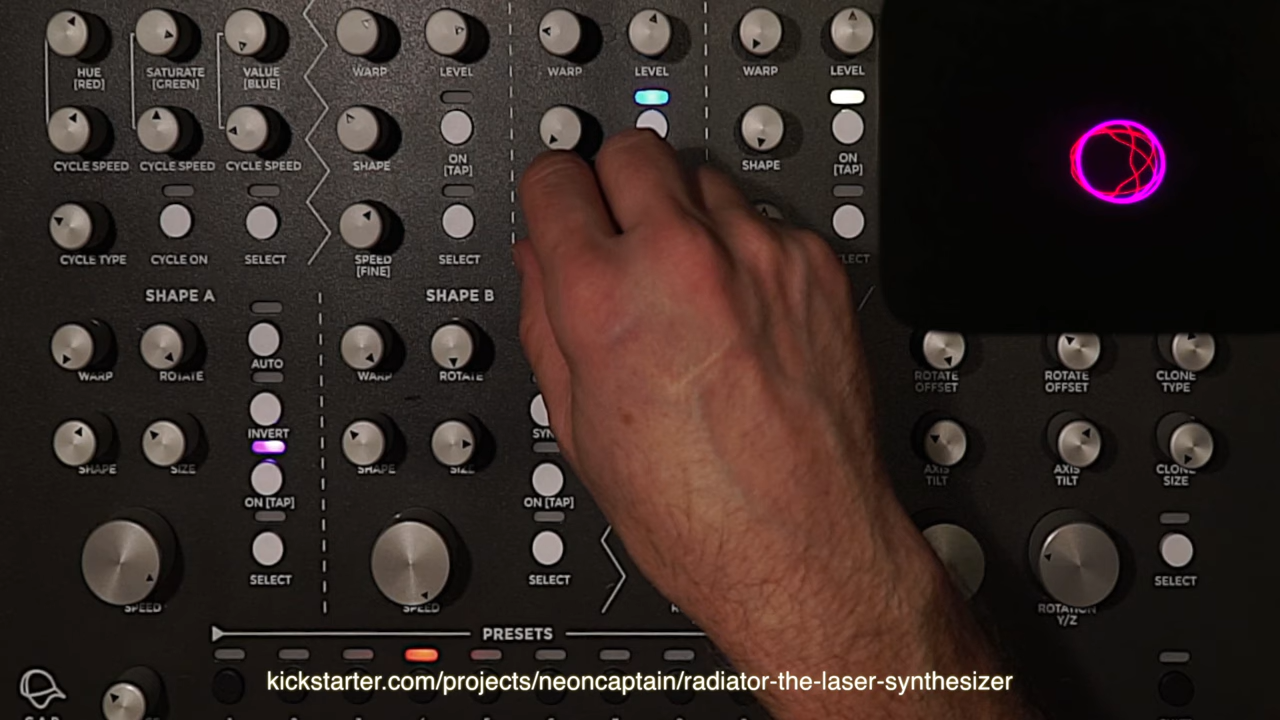 HUE
[RED]
SATURATE
[GREEN]
VALUE
[BLUE]
WARP
LEVEL
WARP
LEVEL
WARP
LEVEL
CYCLE SPEED
CYCLE SPEED
CYCLE SPEED
SHAPE
ON
[TAP]
SHAPE
ON
[TAP]
CYCLE TYPE
CYCLE ON
SELECT
SPEED
[FINE]
SELECT
SHAPE A
SHAPE B
WARP
ROTATE
AUTO
WARP
ROTATE
ROTATE
OFFSET
ROTATE
OFFSET
CLONE
TYPE
SHAPE
SIZE
INVERT
SHAPE
SIZE
AXIS
TILT
AXIS
TILT
CLONE
SIZE
ON [TAP]
ON [TAP]
SELECT
SELECT
SELECT
SPEED
SPEED
ROTATION
Y/Z
PRESETS
kickstarter.com/projects/neoncaptain/radiator-the-laser-synthesizer